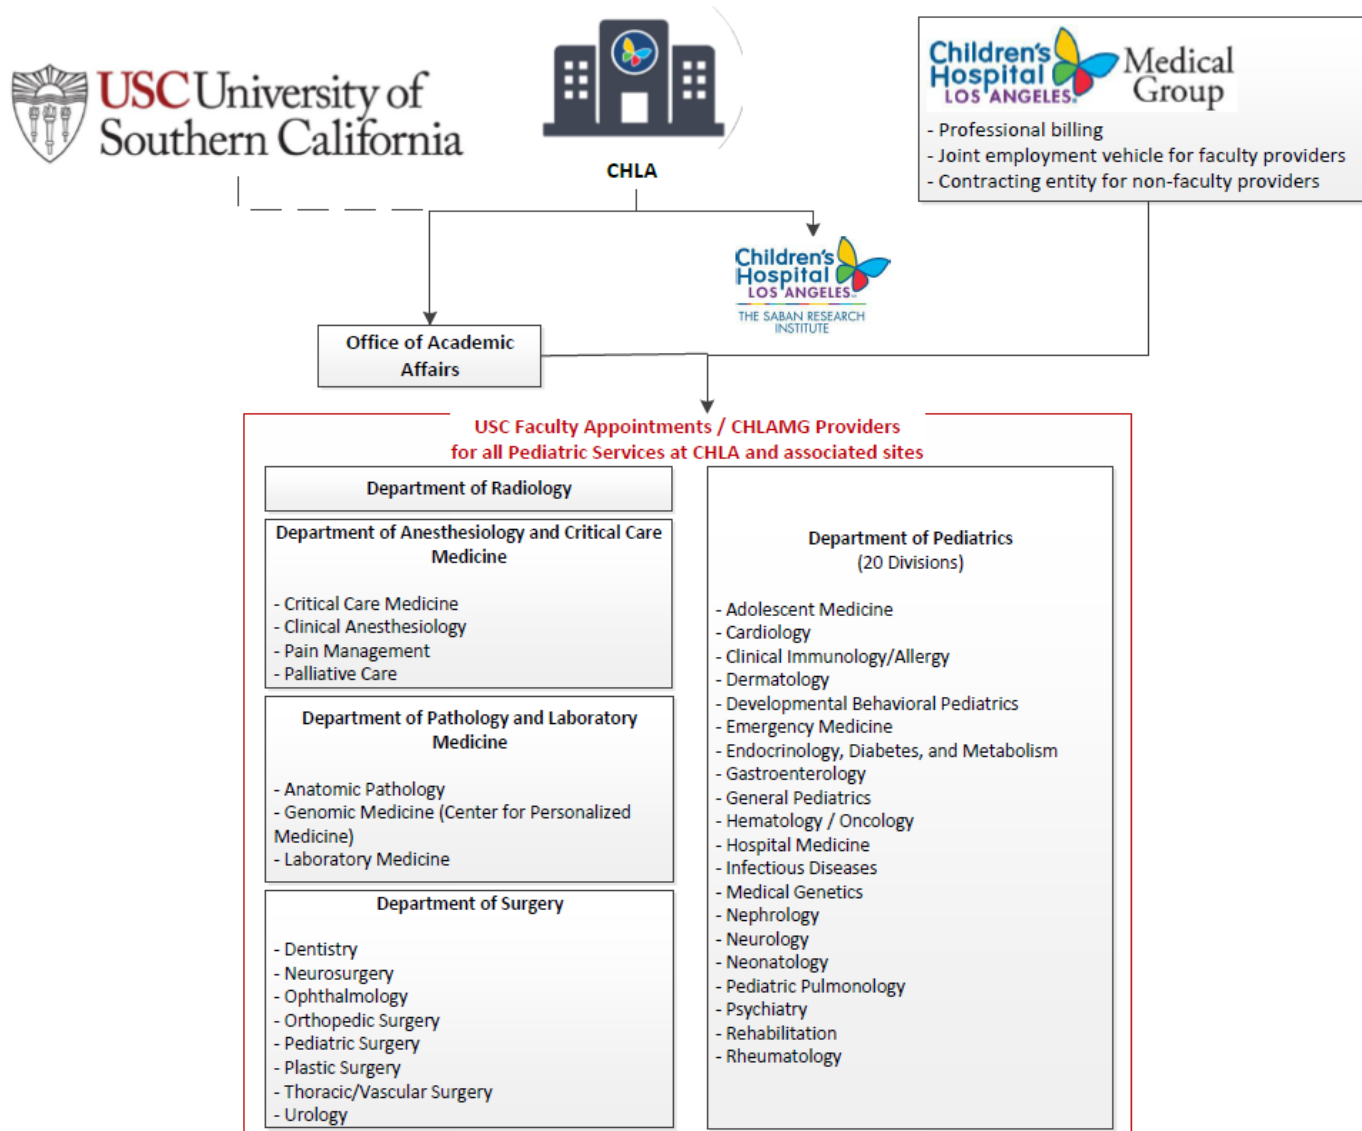 USC University of
Southern California
CHLA
Children's
Hospital
LOS ANGELES
Medical
Group
- Professional billing
- Joint employment vehicle for faculty providers
- Contracting entity for non-faculty providers
Children's
Hospital
LOS ANGELES
THE SABAN RESEARCH
INSTITUTE
Office of Academic
Affairs
USC Faculty Appointments / CHLAMG Providers
for all Pediatric Services at CHLA and associated sites
Department of Radiology
Department of Anesthesiology and Critical Care
Medicine
- Critical Care Medicine
- Clinical Anesthesiology
- Pain Management
- Palliative Care
Department of Pathology and Laboratory
Medicine
- Anatomic Pathology
- Genomic Medicine (Center for Personalized
Medicine)
- Laboratory Medicine
Department of Surgery
- Dentistry
- Neurosurgery
- Ophthalmology
- Orthopedic Surgery
- Pediatric Surgery
- Plastic Surgery
- Thoracic/Vascular Surgery
- Urology
Department of Pediatrics
(20 Divisions)
- Adolescent Medicine
- Cardiology
- Clinical Immunology/Allergy
- Dermatology
- Developmental Behavioral Pediatrics
- Emergency Medicine
- Endocrinology, Diabetes, and Metabolism
- Gastroenterology
- General Pediatrics
- Hematology / Oncology
- Hospital Medicine
- Infectious Diseases
- Medical Genetics
- Nephrology
- Neurology
- Neonatology
- Pediatric Pulmonology
- Psychiatry
- Rehabilitation
- Rheumatology